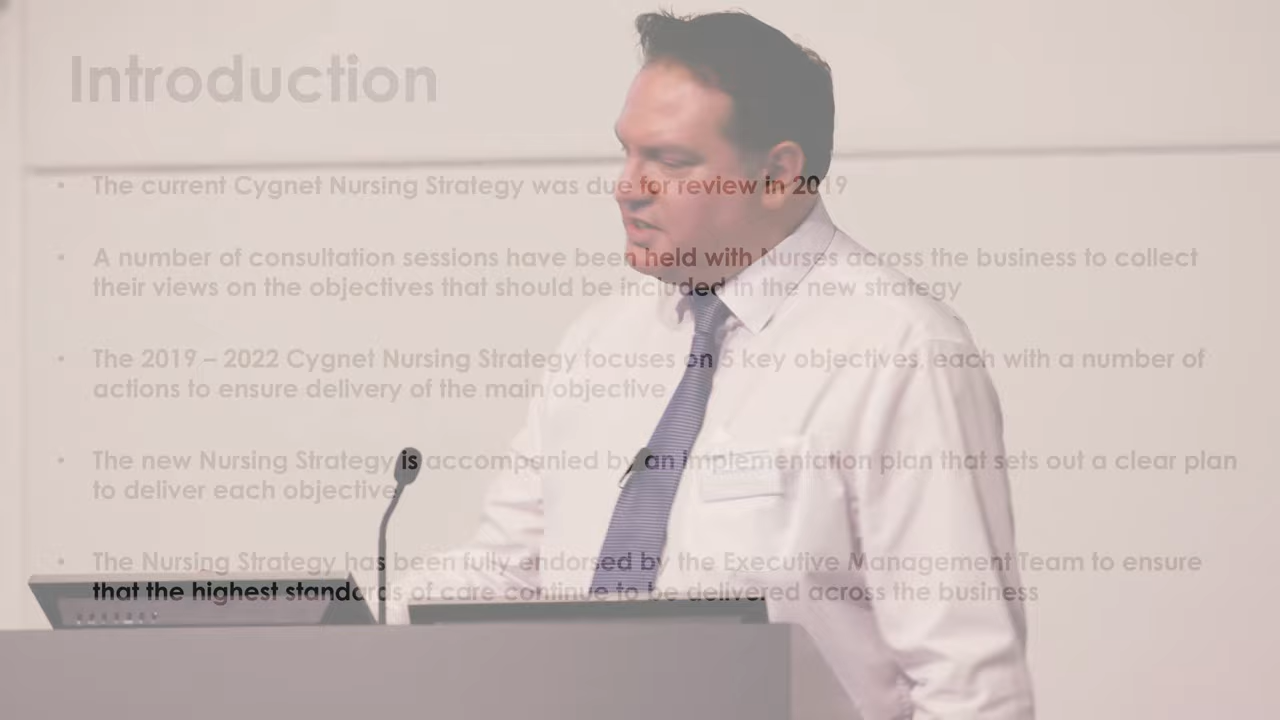 Introduction
• The current Cygnet Nursing Strategy was due for review in 2019
• A number of consultation sessions have been held with Nurses across the business to collect
their views on the objectives that should be included in the new strategy
• The 2019 – 2022 Cygnet Nursing Strategy focuses on 5 key objectives, each with a number of
actions to ensure delivery of the main objective
• The new Nursing Strategy is accompanied by an implementation plan that sets out a clear plan
to deliver each objective
• The Nursing Strategy has been fully endorsed by the Executive Management Team to ensure
that the highest standards of care continue to be delivered across the business